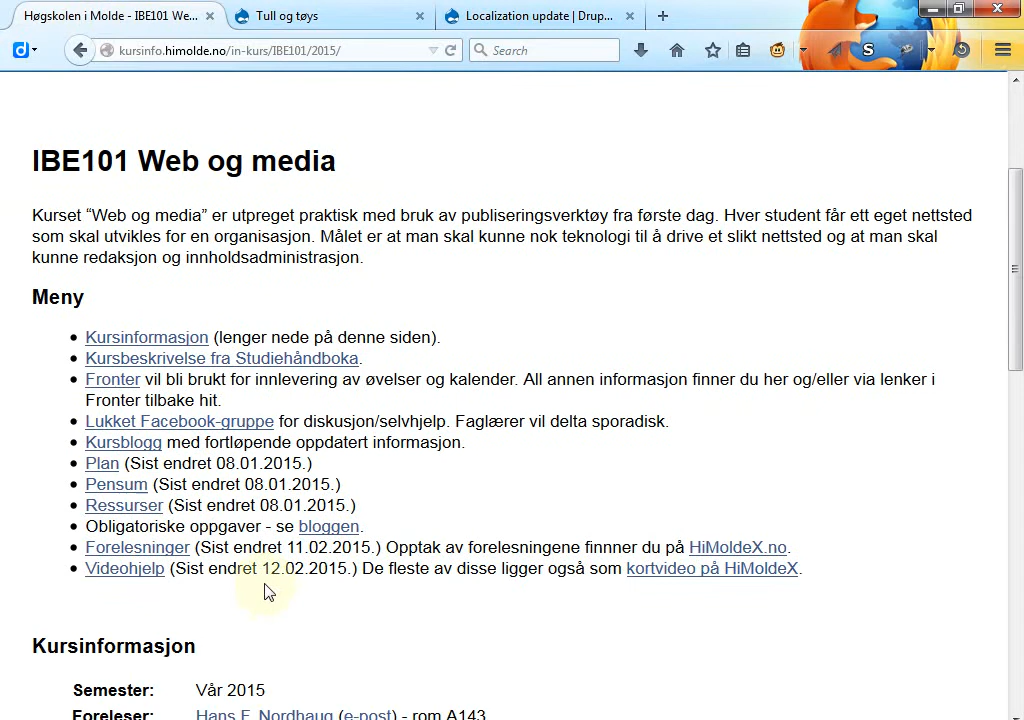 Høgskolen i Molde - IBE101 We...
Tull og tøys
Localization update | Drup...
kursinfo.himolde.no/in-kurs/IBE101/2015/
Search
IBE101 Web og media
Kurset “Web og media” er utpreget praktisk med bruk av publiseringsverktøy fra første dag. Hver student får ett eget nettsted
som skal utvikles for en organisasjon. Målet er at man skal kunne nok teknologi til å drive et slikt nettsted og at man skal
kunne redaksjon og innholdsadministrasjon.
Meny
Kursinformasjon (lenger nede på denne siden).
Kursbeskrivelse fra Studiehåndboka.
Fronter vil bli brukt for innlevering av øvelser og kalender. All annen informasjon finner du her og/eller via lenker i
Fronter tilbake hit.
Lukket Facebook-gruppe for diskusjon/selvhjelp. Faglærer vil delta sporadisk.
Kursblogg med fortløpende oppdatert informasjon.
Plan (Sist endret 08.01.2015.)
Pensum (Sist endret 08.01.2015.)
Ressurser (Sist endret 08.01.2015.)
Obligatoriske oppgaver - se bloggen.
Forelesninger (Sist endret 11.02.2015.) Opptak av forelesningene finnner du på HiMoldeX.no.
Videohjelp (Sist endret 12.02.2015.) De fleste av disse ligger også som kortvideo på HiMoldeX.
Kursinformasjon
Semester: Vår 2015
Foreleser: Hans F. Nordhaug (e-post) - rom A143